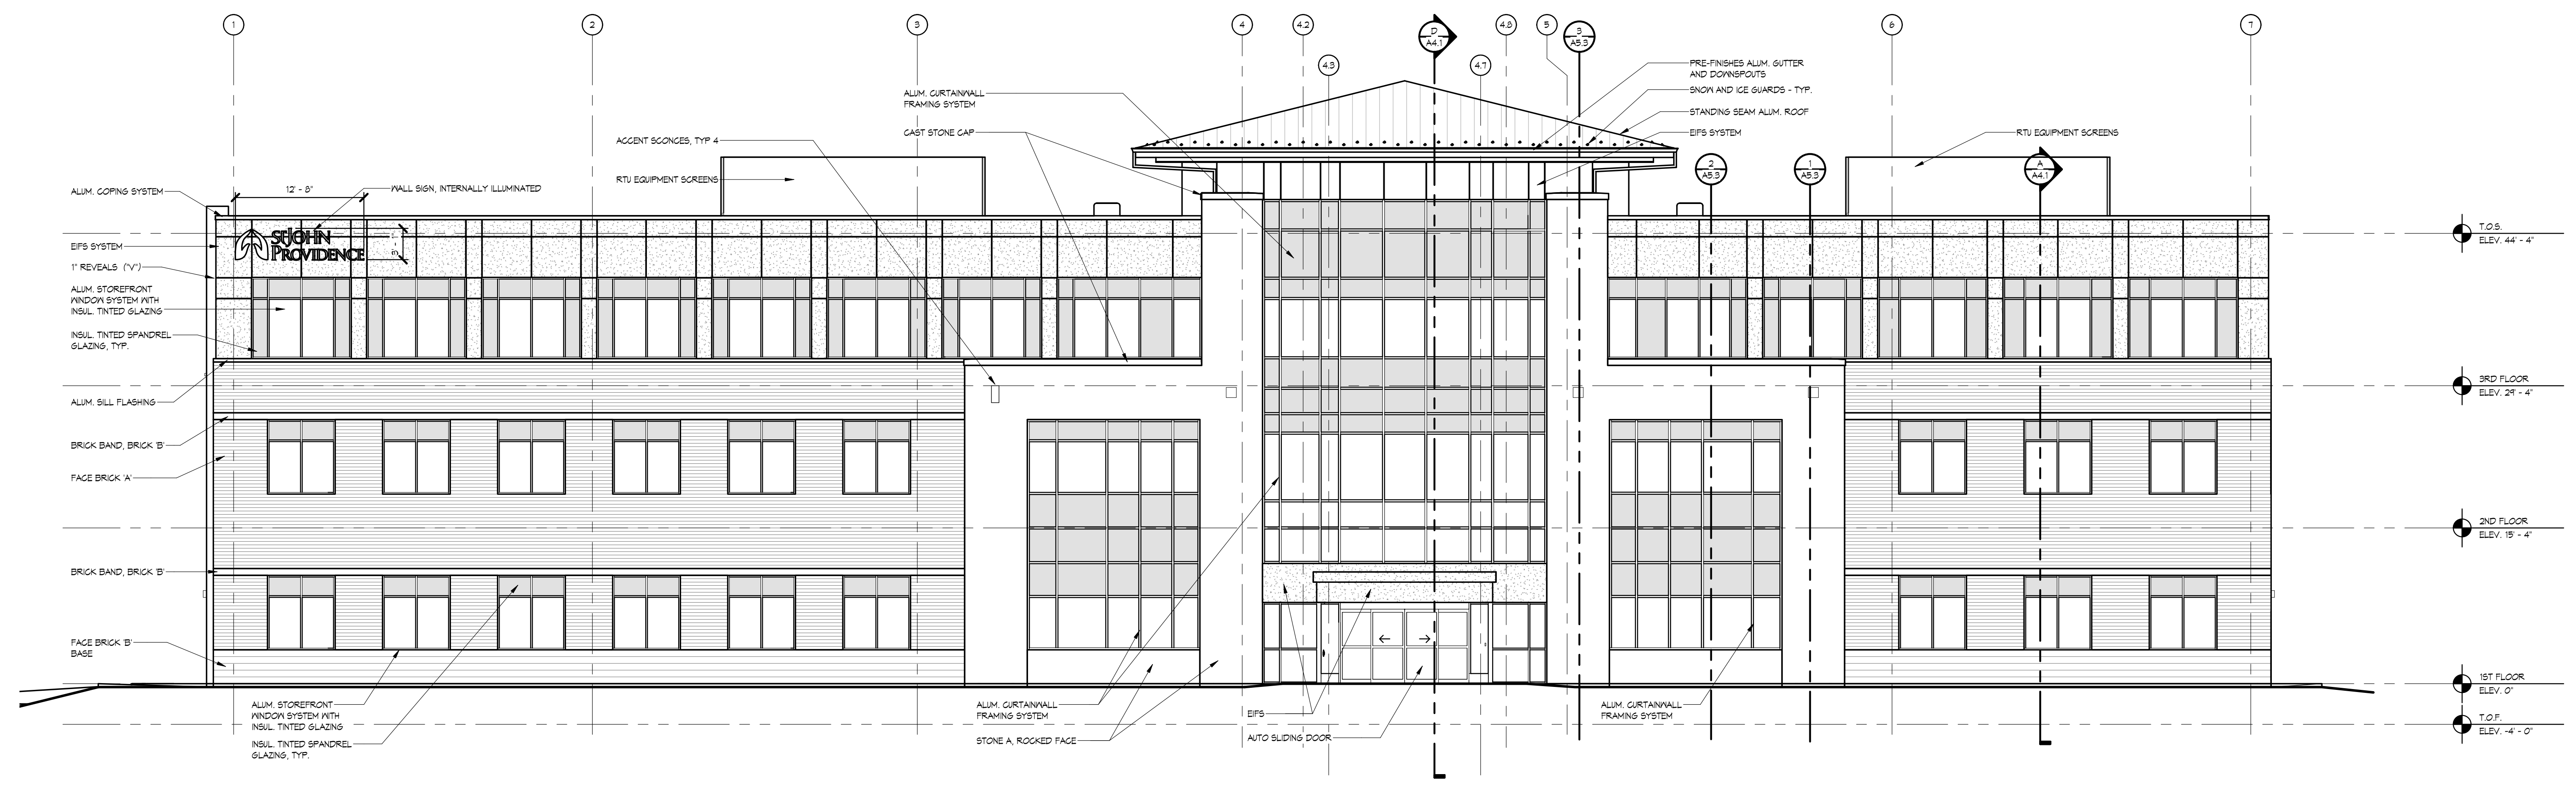 1
2
3
4
4.2
4.3
D
A4.1
4.7
4.8
5
3
A5.3
6
7
PRE-FINISHES ALUM. GUTTER
AND DOWNSPOUTS
SNOW AND ICE GUARDS - TYP.
STANDING SEAM ALUM. ROOF
EIFS SYSTEM
ALUM. CURTAINWALL
FRAMING SYSTEM
CAST STONE CAP
ACCENT SCONCES, TYP 4
RTU EQUIPMENT SCREENS
RTU EQUIPMENT SCREENS
2
A5.3
1
A5.3
A
A4.1
ALUM. COPING SYSTEM
12' - 8"
WALL SIGN, INTERNALLY ILLUMINATED
ST JOHN
PROVIDENCE
EIFS SYSTEM
1" REVEALS ("V")
ALUM. STOREFRONT
WINDOW SYSTEM WITH
INSUL. TINTED GLAZING
INSUL. TINTED SPANDREL
GLAZING, TYP.
ALUM. SILL FLASHING
BRICK BAND, BRICK 'B'
FACE BRICK 'A'
BRICK BAND, BRICK 'B'
FACE BRICK 'B'
BASE
T.O.S.
ELEV. 44' - 4"
3RD FLOOR
ELEV. 29' - 4"
2ND FLOOR
ELEV. 15' - 4"
1ST FLOOR
ELEV. 0"
T.O.F.
ELEV. -4' - 0"
ALUM. STOREFRONT
WINDOW SYSTEM WITH
INSUL. TINTED GLAZING
INSUL. TINTED SPANDREL
GLAZING, TYP.
ALUM. CURTAINWALL
FRAMING SYSTEM
STONE A, ROCKED FACE
EIFS
AUTO SLIDING DOOR
ALUM. CURTAINWALL
FRAMING SYSTEM